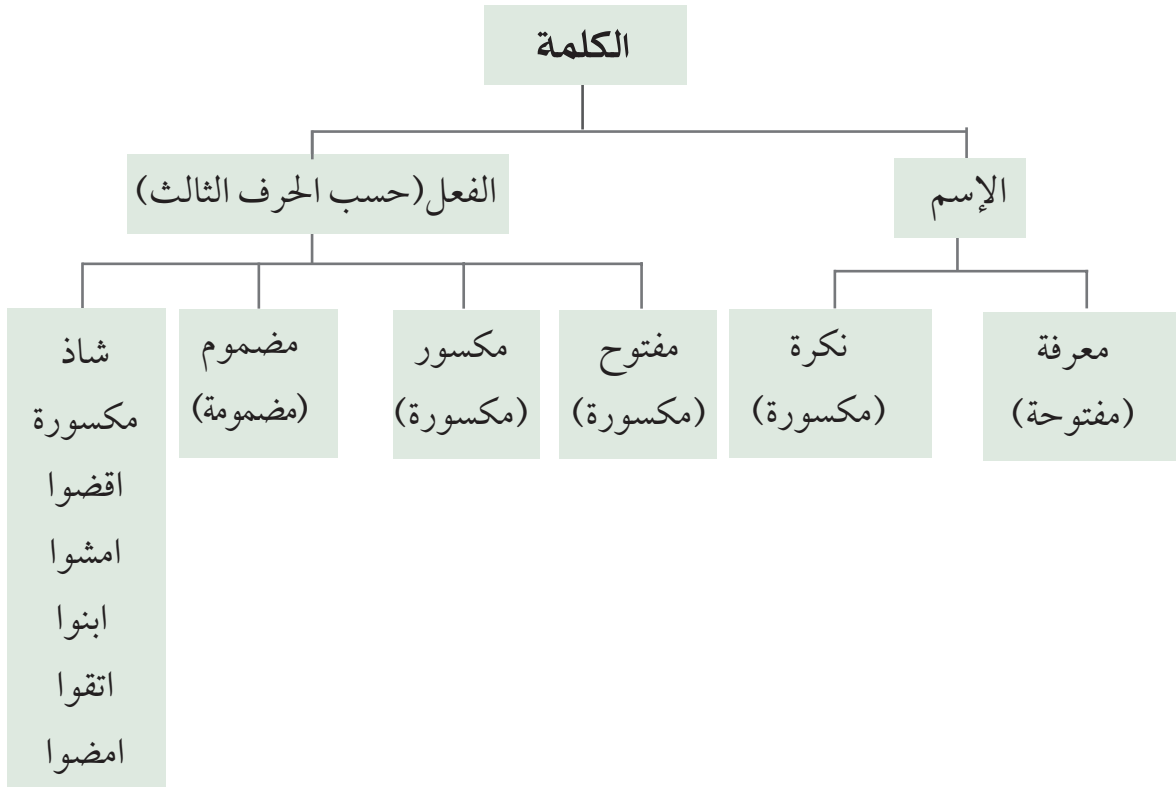 الكلمة
الإسم
الفعل(حسب الحرف الثالث)
معرفة
(مفتوحة)
نكرة
(مكسورة)
مفتوح
(مكسورة)
مكسور
(مكسورة)
مضموم
(مضمومة)
شاذ
مكسورة
اقضوا
امشوا
ابنوا
اتقوا
امضوا